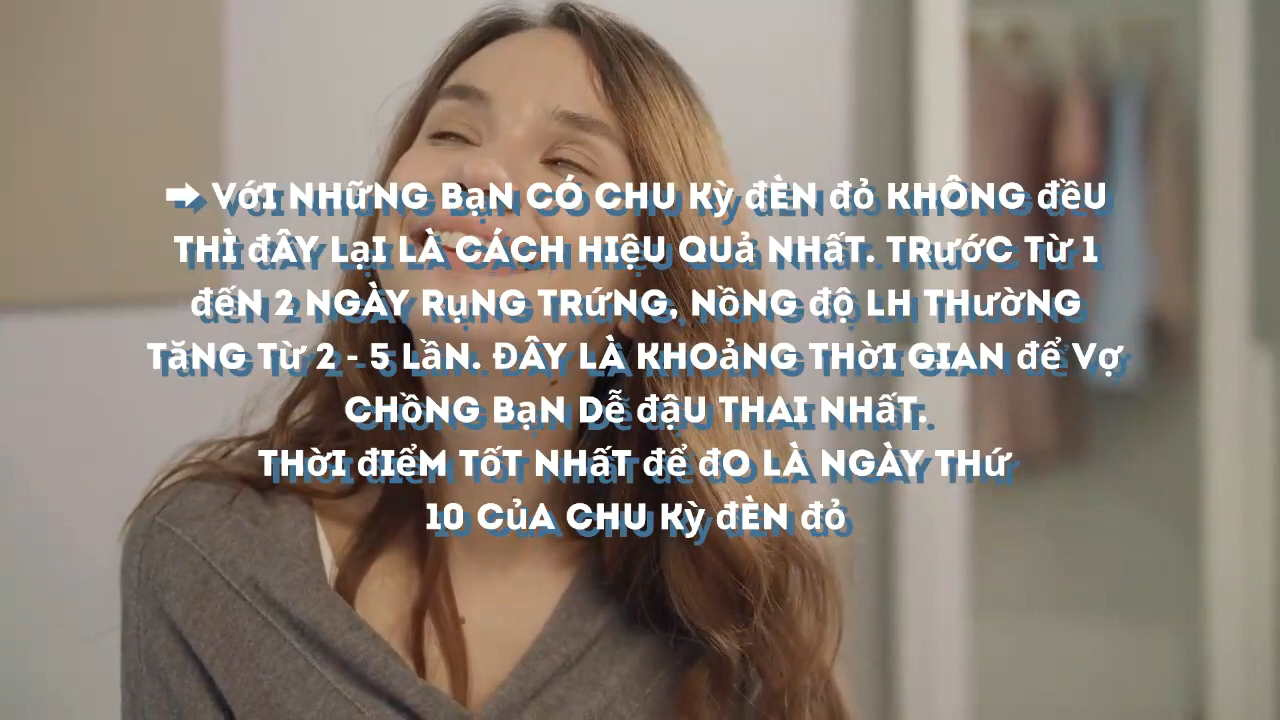 ➡ VớI NHữNG BạN CÓ CHU Kỳ đÈN đỏ KHÔNG đềU
THÌ đÂY LạI LÀ CÁCH HIệU QUả NHấT. TRướC Từ 1
đếN 2 NGÀY RụNG TRứNG, NồNG độ LH THườNG
TăNG Từ 2 - 5 LầN. ĐÂY LÀ KHOảNG THờI GIAN để Vợ
CHồNG BạN Dễ đậU THAI NHấT.
THờI đIểM TốT NHấT để đO LÀ NGÀY THứ
10 CủA CHU Kỳ đÈN đỏ